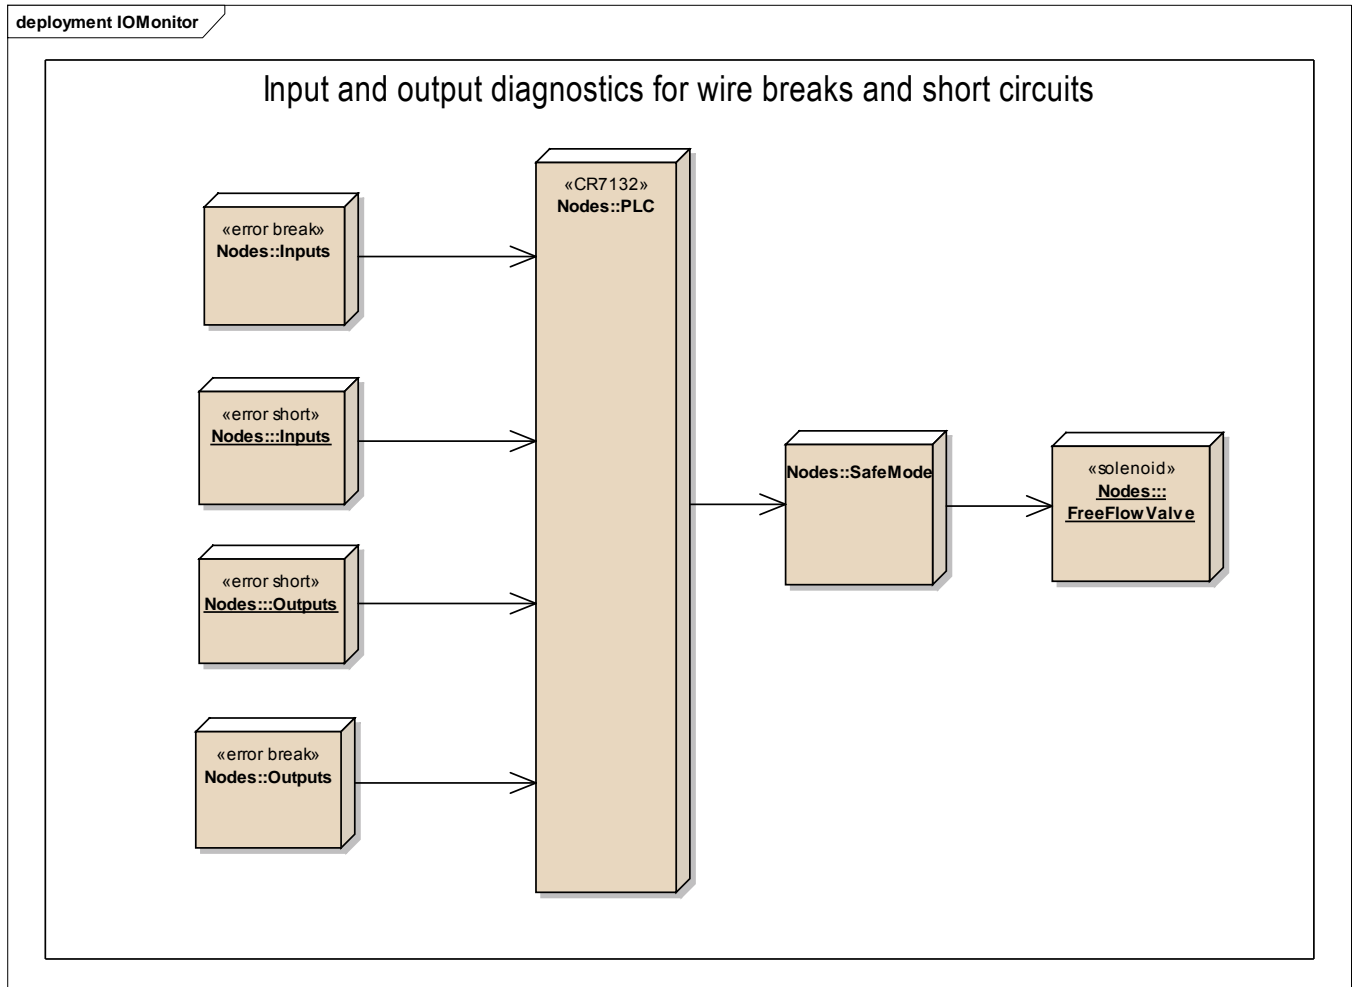 deployment IOMonitor
Input and output diagnostics for wire breaks and short circuits
«error break»
Nodes::Inputs
«error short»
Nodes:::Inputs
«error short»
Nodes:::Outputs
«error break»
Nodes::Outputs
«CR7132»
Nodes::PLC
Nodes::SafeMode
«solenoid»
Nodes:::
FreeFlowValve